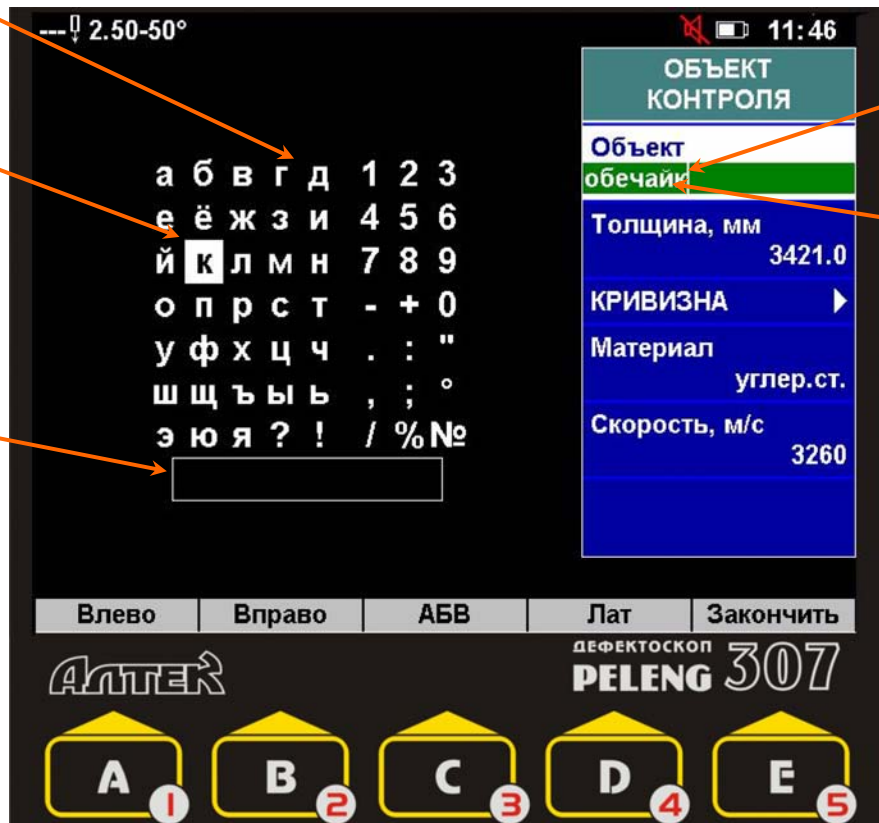 --- 2.50-50°
11:46
ОБЪЕКТ
КОНТРОЛЯ
Объект
обечайк
Толщина, мм
3421.0
КРИВИЗНА
Материал
углер.ст.
Скорость, м/с
3260
а б в г д 1 2 3
е ё ж з и 4 5 6
й к л м н 7 8 9
о п р с т - + 0
у ф х ц ч . : "
ш щ ъ ы ь , ; °
э ю я ? ! / % №
Влево Вправо АБВ Лат Закончить
АЛТЕК
ДЕФЕКТОСКОП
PELENG 307
A 1 B 2 C 3 D 4 E 5